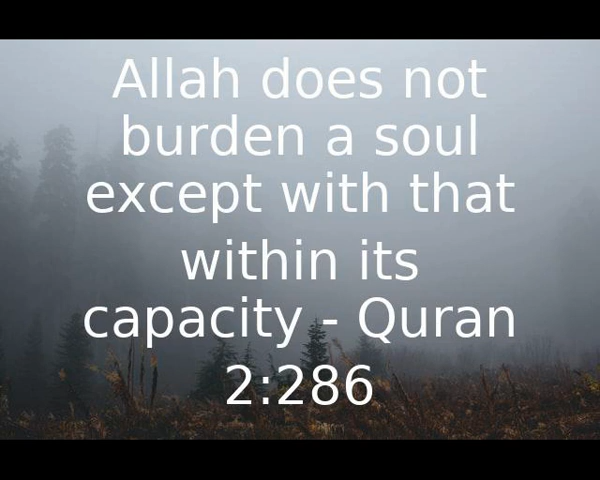 Allah does not
burden a soul
except with that
within its
capacity - Quran
2:286